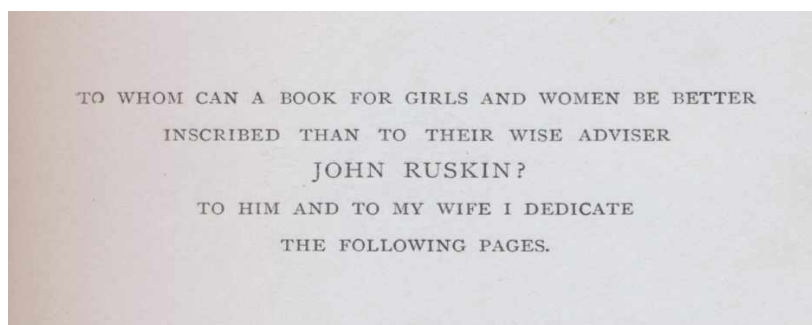 TO WHOM CAN A BOOK FOR GIRLS AND WOMEN BE BETTER
INSCRIBED THAN TO THEIR WISE ADVISER
JOHN RUSKIN?
TO HIM AND TO MY WIFE I DEDICATE
THE FOLLOWING PAGES.